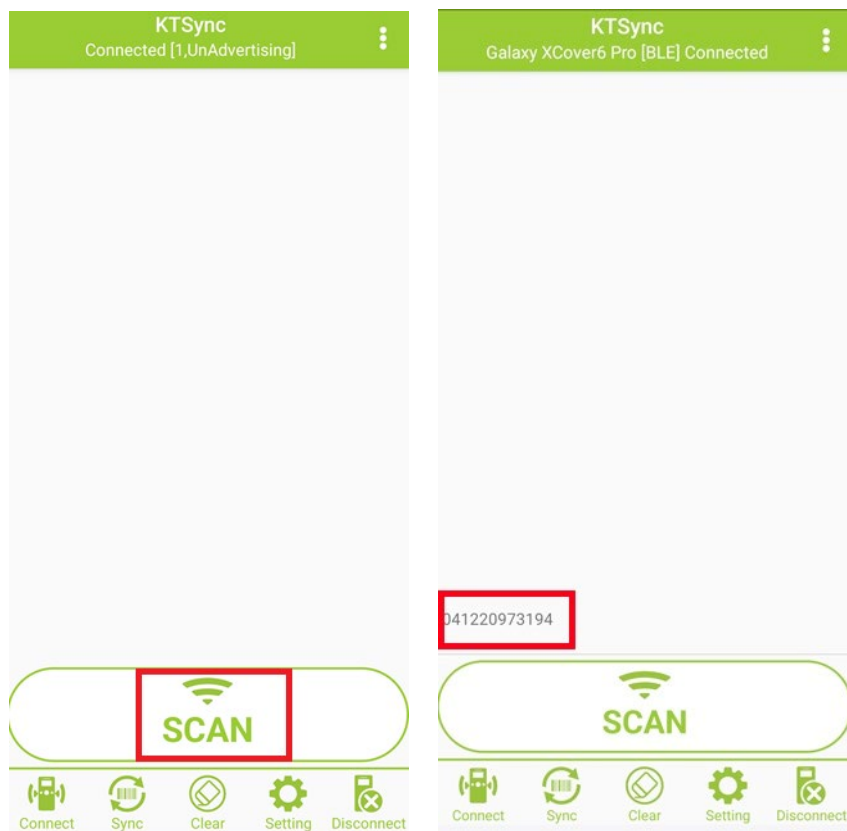 KTSync
Connected [1,UnAdvertising]
SCAN
Connect Sync Clear Setting Disconnect
KTSync
Galaxy XCover6 Pro [BLE] Connected
041220973194
SCAN
Connect Sync Clear Setting Disconnect